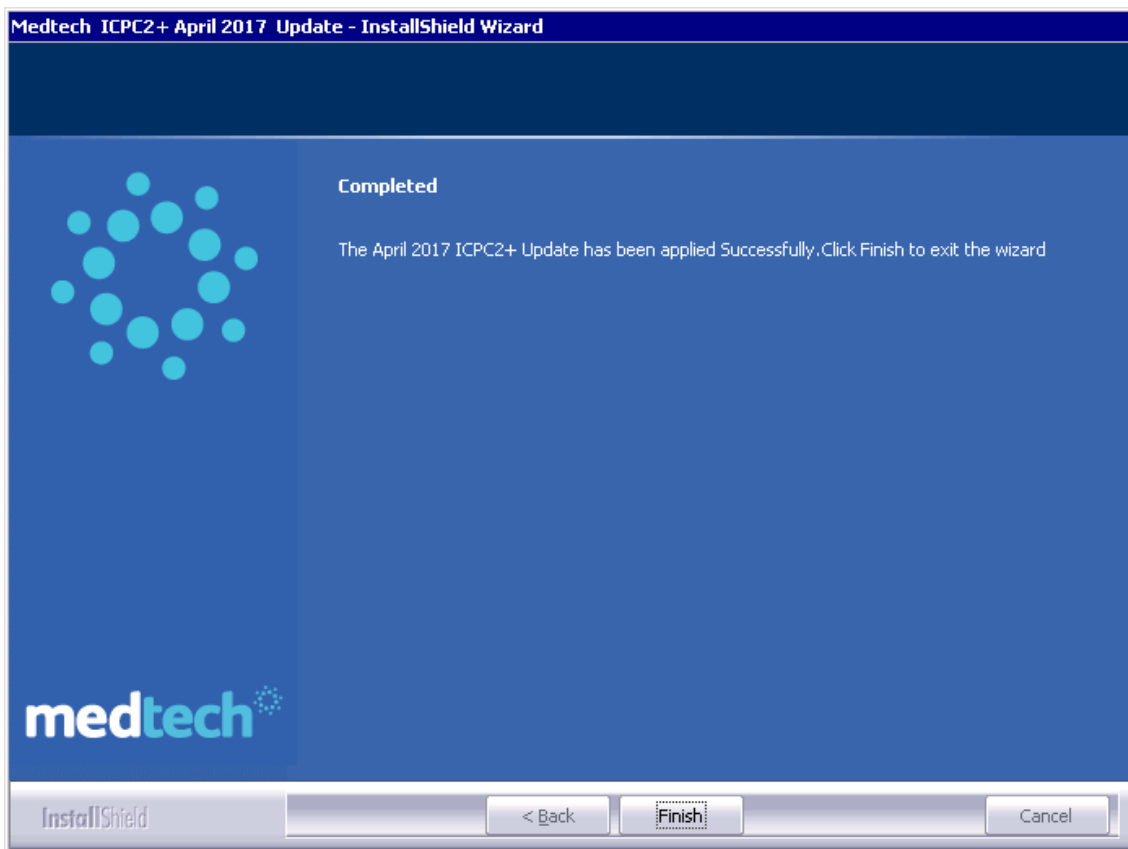 Medtech ICPC2+ April 2017 Update - InstallShield Wizard
Completed
The April 2017 ICPC2+ Update has been applied Successfully.Click Finish to exit the wizard
medtech
InstallShield
< Back
Finish
Cancel